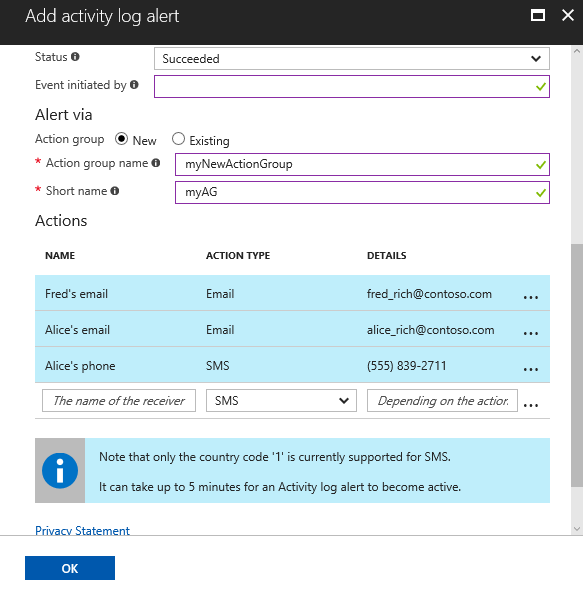 Add activity log alert
Status
Succeeded
Event initiated by
Alert via
Action group New Existing
* Action group name myNewActionGroup
* Short name myAG
Actions
NAME ACTION TYPE DETAILS
Fred's email Email fred_rich@contoso.com ...
Alice's email Email alice_rich@contoso.com ...
Alice's phone SMS (555) 839-2711 ...
The name of the receiver SMS Depending on the action ...
Note that only the country code '1' is currently supported for SMS.
It can take up to 5 minutes for an Activity log alert to become active.
Privacy Statement
OK